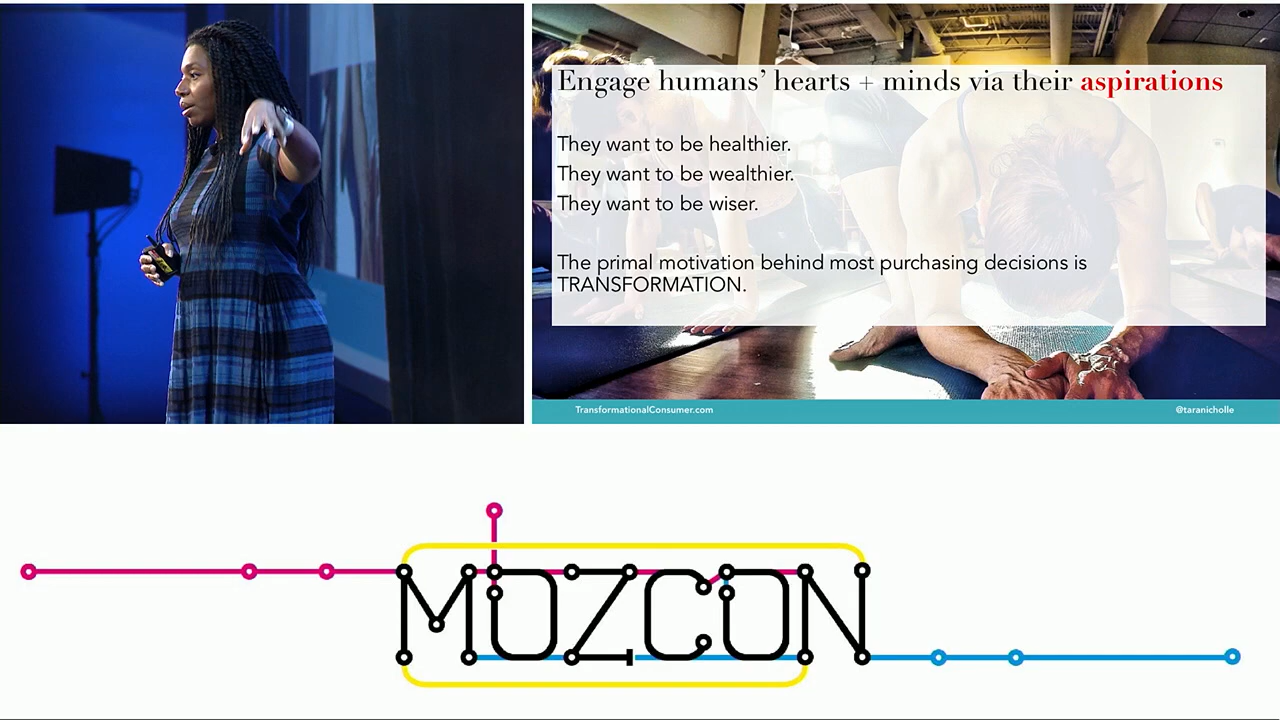 Engage humans’ hearts + minds via their aspirations
They want to be healthier.
They want to be wealthier.
They want to be wiser.
The primal motivation behind most purchasing decisions is
TRANSFORMATION.
TransformationalConsumer.com
@taranicholle
MOZCON